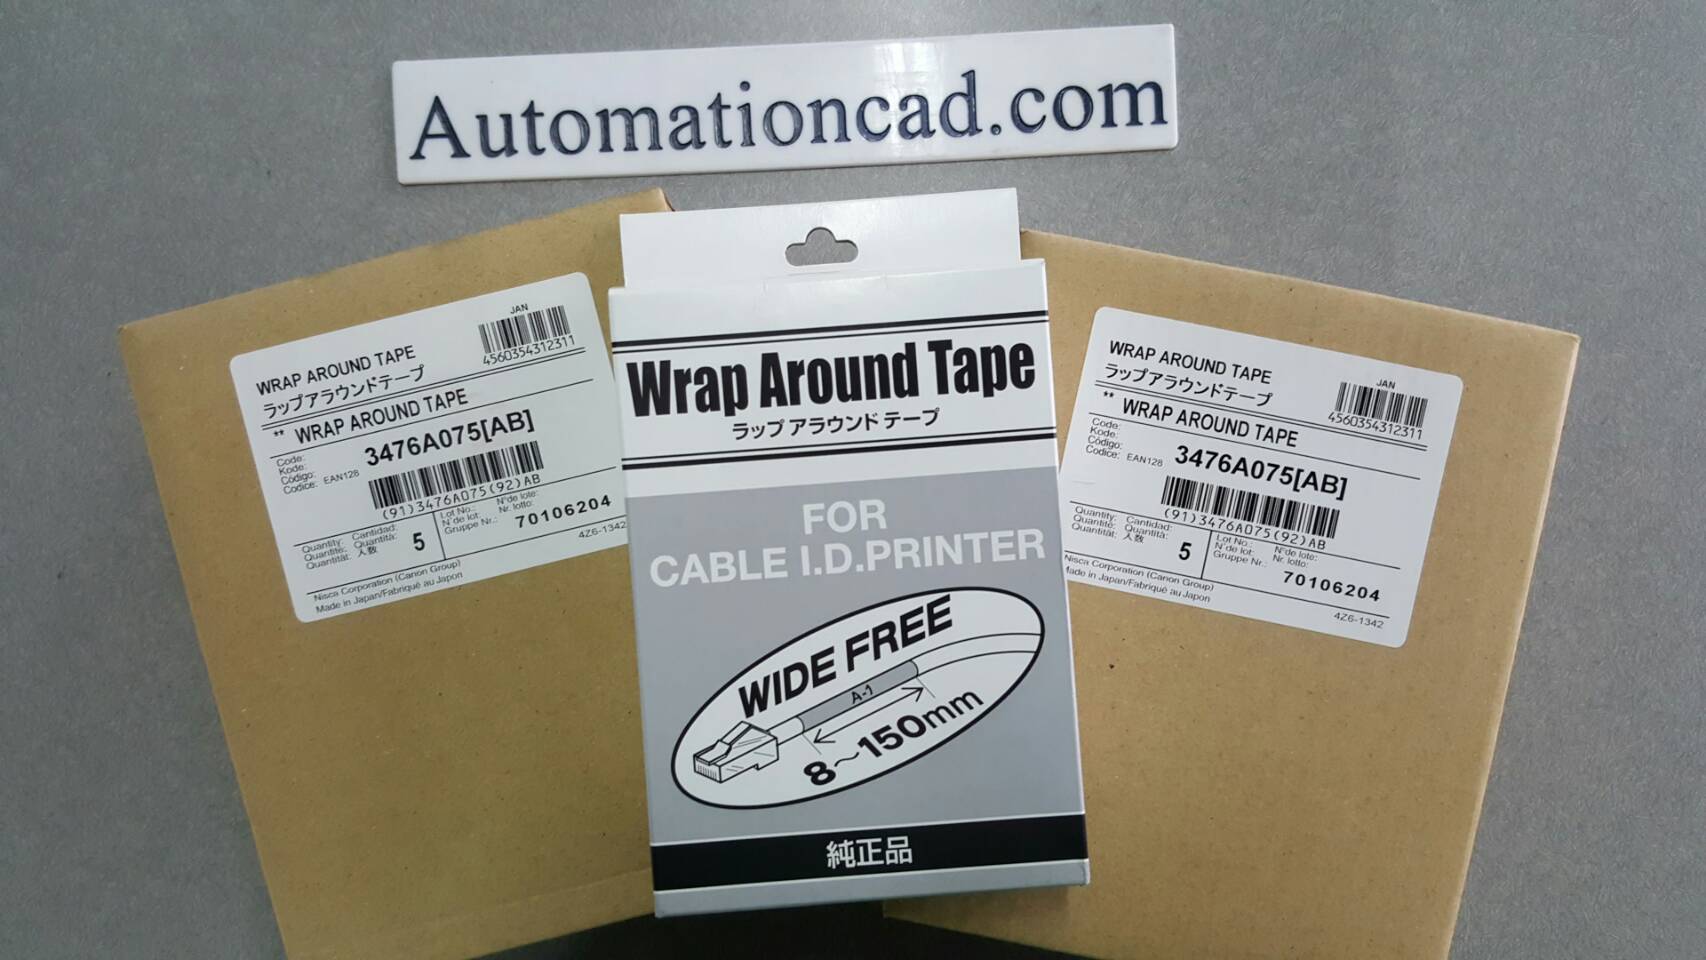 Automationcad.com
WRAP AROUND TAPE
ラップアラウンドテープ
JAN
4560354312311
** WRAP AROUND TAPE
Code:
Kode:
Código:
Codice:
EAN128
3476A075[AB]
(91)3476A075(92)AB
Quantity: Cantidad:
Quantité: Quantità:
Quantität: 人数
5
Lot No.: N°de lote:
N°de lot: Nr. lotto:
Gruppe Nr.:
70106204
4Z6-1342
Nisca Corporation (Canon Group)
Made in Japan/Fabriqué au Japon
Wrap Around Tape
ラップ アラウンド テープ
FOR
CABLE I.D.PRINTER
WIDE FREE
A-1
8~150mm
純正品
WRAP AROUND TAPE
ラップアラウンドテープ
JAN
4560354312311
** WRAP AROUND TAPE
Code:
Kode:
Código:
Codice:
EAN128
3476A075[AB]
(91)3476A075(92)AB
Quantity: Cantidad:
Quantité: Quantità:
Quantität: 人数
5
Lot No.: N°de lote:
N°de lot: Nr. lotto:
Gruppe Nr.:
70106204
4Z6-1342
Nisca Corporation (Canon Group)
Made in Japan/Fabriqué au Japon